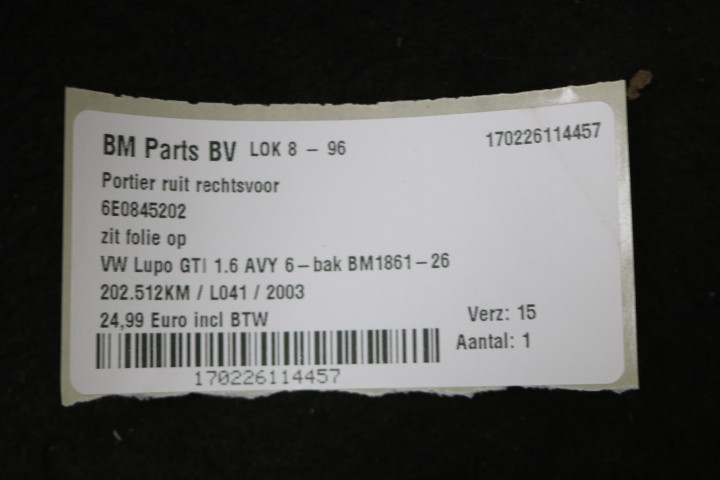 BM Parts BV LOK 8 - 96 170226114457
Portier ruit rechtsvoor
6E0845202
zit folie op
VW Lupo GTI 1.6 AVY 6-bak BM1861-26
202.512KM / L041 / 2003
24,99 Euro incl BTW Verz: 15
Aantal: 1
170226114457